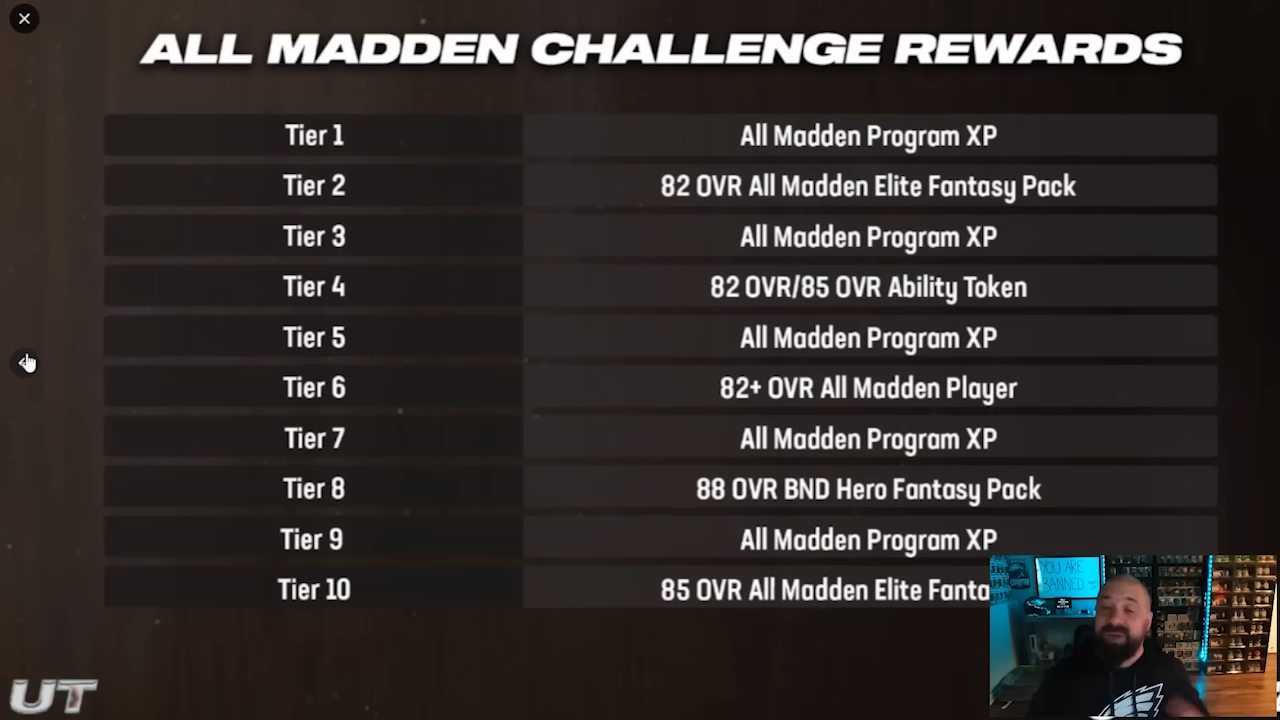 ALL MADDEN CHALLENGE REWARDS
Tier 1 All Madden Program XP
Tier 2 82 OVR All Madden Elite Fantasy Pack
Tier 3 All Madden Program XP
Tier 4 82 OVR/85 OVR Ability Token
Tier 5 All Madden Program XP
Tier 6 82+ OVR All Madden Player
Tier 7 All Madden Program XP
Tier 8 88 OVR BND Hero Fantasy Pack
Tier 9 All Madden Program XP
Tier 10 85 OVR All Madden Elite Fanta
YOU ARE
BANNED
UT